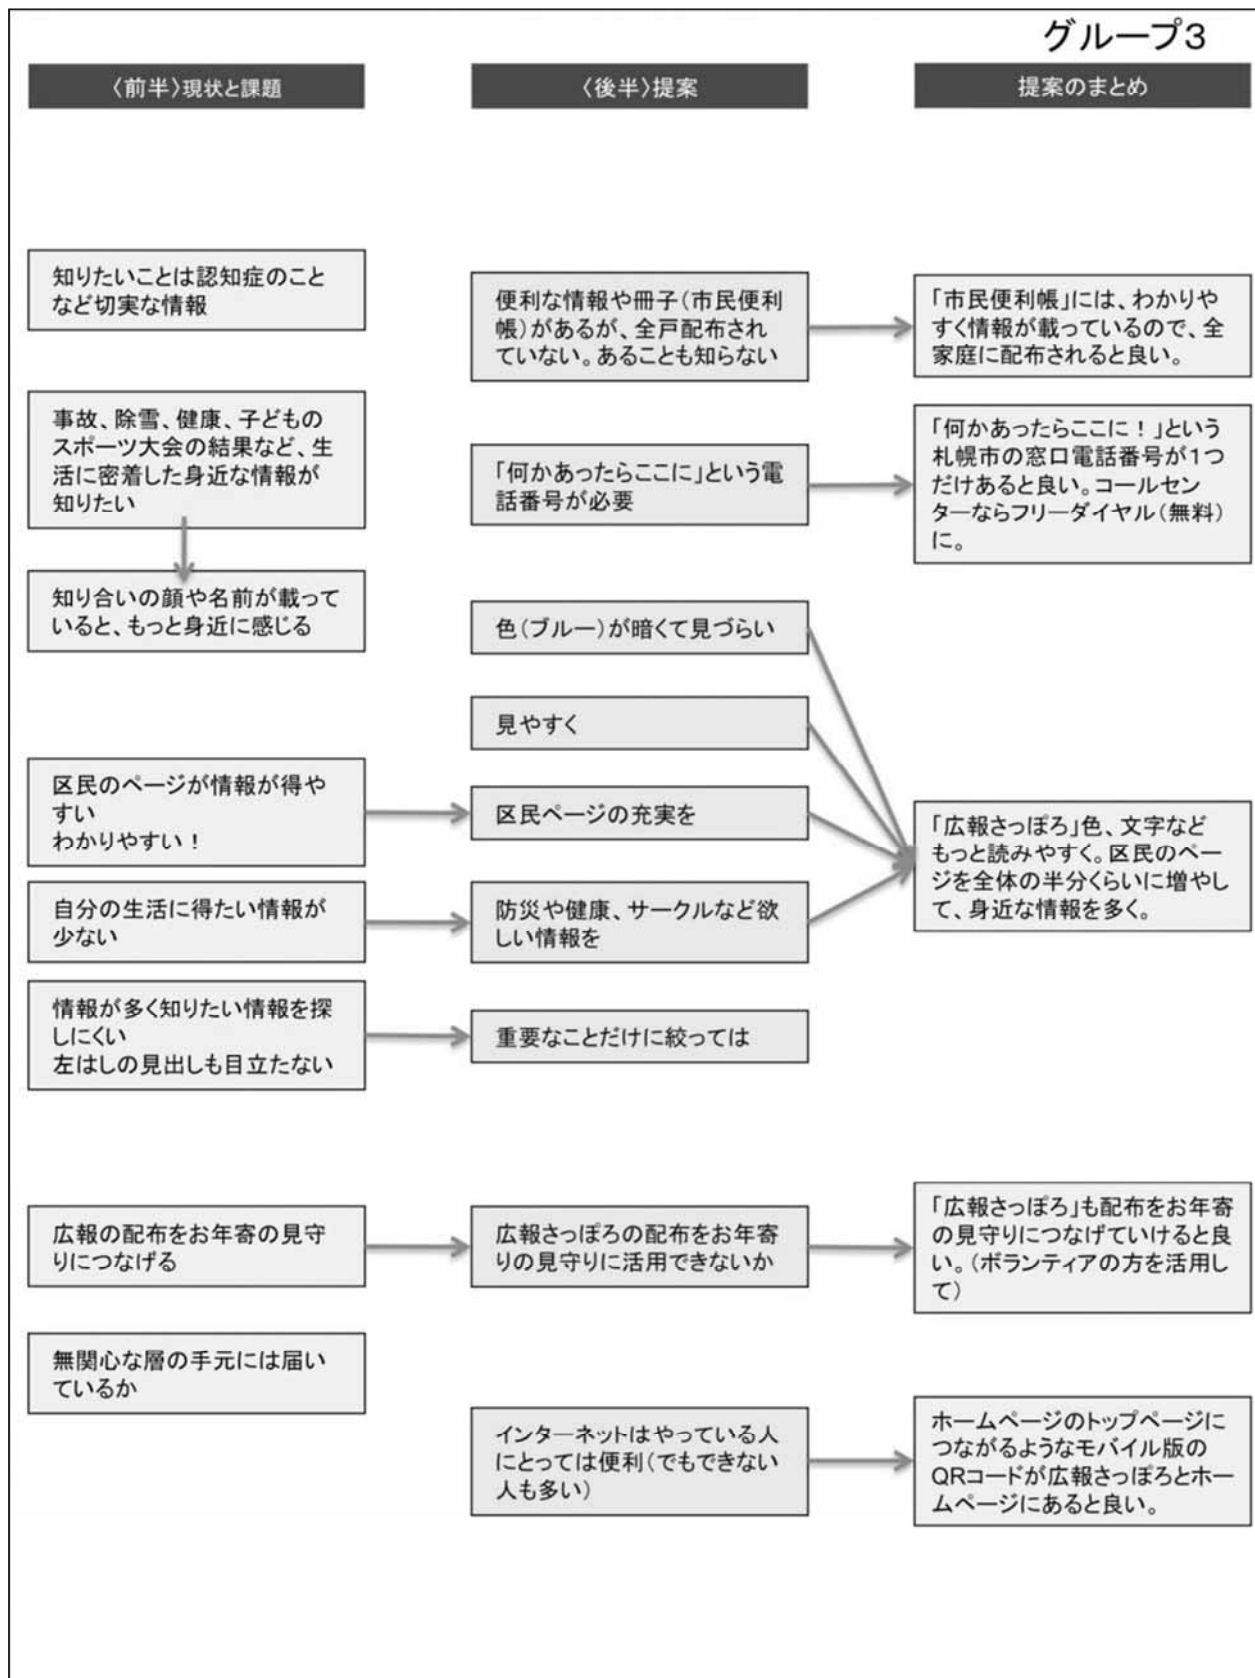 グループ3
〈前半〉現状と課題
〈後半〉提案
提案のまとめ
知りたいことは認知症のこと
など切実な情報
事故、除雪、健康、子どもの
スポーツ大会の結果など、生
活に密着した身近な情報が
知りたい
知り合いの顔や名前が載って
いると、もっと身近に感じる
区民のページが情報が得や
すい
わかりやすい！
自分の生活に得たい情報が
少ない
情報が多く知りたい情報を探
しにくい
左はしの見出しも目立たない
広報の配布をお年寄の見守
りにつなげる
無関心な層の手元には届い
ているか
便利な情報や冊子（市民便利
帳）があるが、全戸配布され
ていない。あることも知らない
「何かあったらここに」という電
話番号が必要
色（ブルー）が暗くて見づらい
見やすく
区民ページの充実を
防災や健康、サークルなど欲
しい情報を
重要なことだけに絞っては
広報さっぽろの配布をお年寄
りの見守りに活用できないか
インターネットはやっている人
にとっては便利（でもできない
人も多い）
「市民便利帳」には、わかりや
すく情報が載っているので、全
家庭に配布されると良い。
「何かあったらここに！」という
札幌市の窓口電話番号が1つ
だけあると良い。コールセン
ターならフリーダイヤル（無料）
に。
「広報さっぽろ」色、文字など
もっと読みやすく。区民のペー
ジを全体の半分くらいに増やし
て、身近な情報を多く。
「広報さっぽろ」も配布をお年寄
の見守りにつなげていけると良
い。（ボランティアの方を活用し
て）
ホームページのトップページに
つながるようなモバイル版の
QRコードが広報さっぽろとホー
ムページにあると良い。